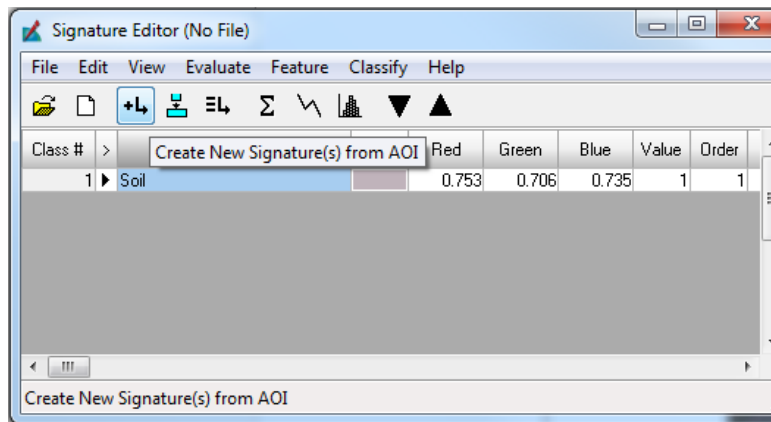 Signature Editor (No File)
File Edit View Evaluate Feature Classify Help
Class # > Create New Signature(s) from AOI Red Green Blue Value Order
1 Soil 0.753 0.706 0.735 1 1
Create New Signature(s) from AOI